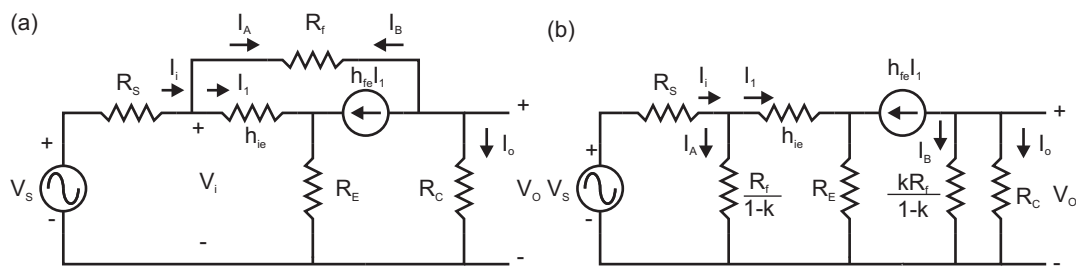 (a)
I_A R_f I_B
I_i
R_S I_1 h_fe I_1
+ + +
h_ie I_o
V_S V_i R_E R_C V_O
- - -
(b)
h_fe I_1
R_S I_i I_1
+ +
I_A h_ie I_B I_o
V_S R_f/1-k R_E kR_f/1-k R_C V_O
- -